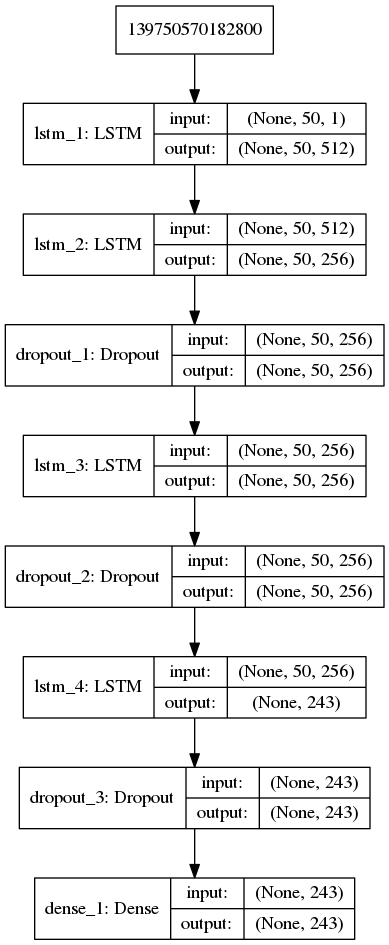 139750570182800
lstm_1: LSTM
input: (None, 50, 1)
output: (None, 50, 512)
lstm_2: LSTM
input: (None, 50, 512)
output: (None, 50, 256)
dropout_1: Dropout
input: (None, 50, 256)
output: (None, 50, 256)
lstm_3: LSTM
input: (None, 50, 256)
output: (None, 50, 256)
dropout_2: Dropout
input: (None, 50, 256)
output: (None, 50, 256)
lstm_4: LSTM
input: (None, 50, 256)
output: (None, 243)
dropout_3: Dropout
input: (None, 243)
output: (None, 243)
dense_1: Dense
input: (None, 243)
output: (None, 243)